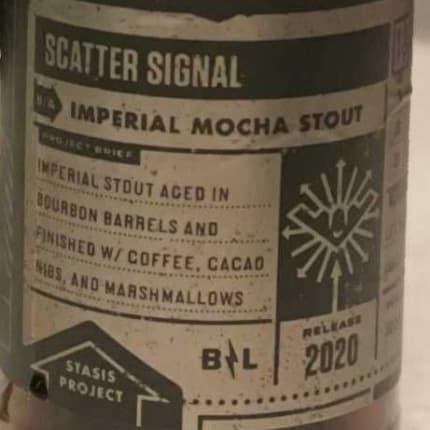 SCATTER SIGNAL
B/A IMPERIAL MOCHA STOUT
PROJECT BRIEF
IMPERIAL STOUT AGED IN
BOURBON BARRELS AND
FINISHED W/ COFFEE, CACAO
NIBS, AND MARSHMALLOWS
B L
RELEASE
2020
STASIS
PROJECT